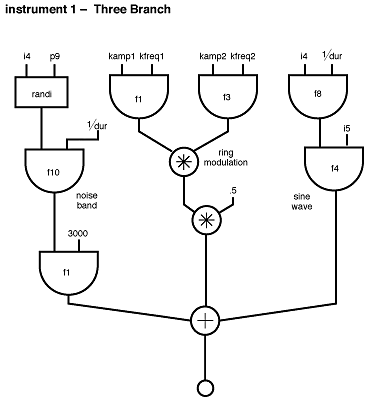 instrument 1 – Three Branch
i4 p9 kamp1 kfreq1 kamp2 kfreq2 i4 1/dur
randi f1 f3 f8
1/dur i5
f10 ring modulation f4
noise band .5 sine wave
3000
f1